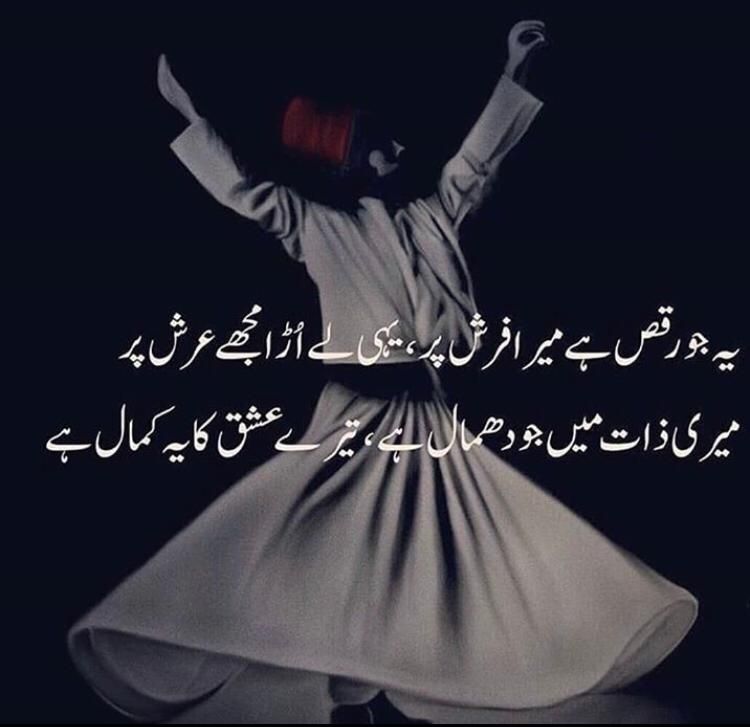 یہ جو رقص ہے میرا فرش پر، یہی لے اُڑا مجھے عرش پر
میری ذات میں جو دھمال ہے، تیرے عشق کا یہ کمال ہے